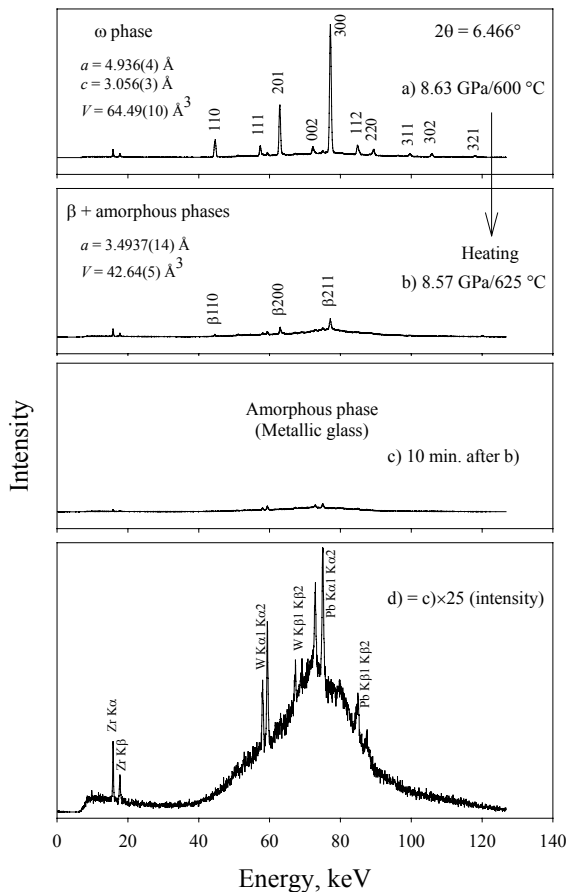 ω phase
a = 4.936(4) Å
c = 3.056(3) Å
V = 64.49(10) Å3
2θ = 6.466°
a) 8.63 GPa/600 °C
110
111
201
002
300
112
220
311
302
321
β + amorphous phases
a = 3.4937(14) Å
V = 42.64(5) Å3
Heating
b) 8.57 GPa/625 °C
β110
β200
β211
Amorphous phase
(Metallic glass)
c) 10 min. after b)
d) = c)×25 (intensity)
Zr Kα
Zr Kβ
W Kα1 Kα2
W Kβ1 Kβ2
Pb Kα1 Kα2
Pb Kβ1 Kβ2
Intensity
0 20 40 60 80 100 120 140
Energy, keV